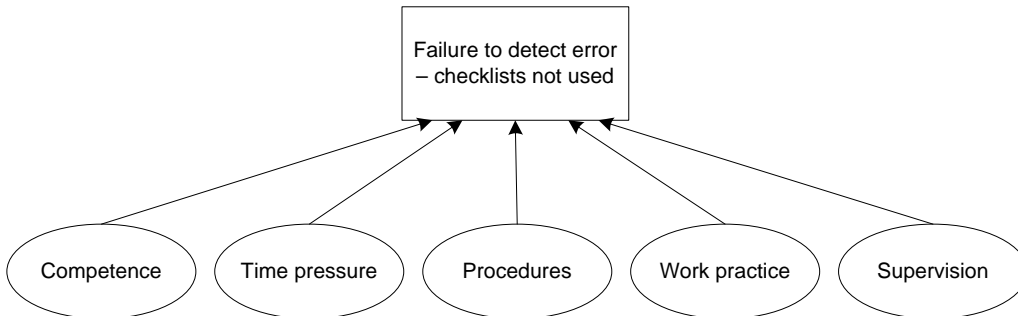 Failure to detect error
– checklists not used
Competence
Time pressure
Procedures
Work practice
Supervision